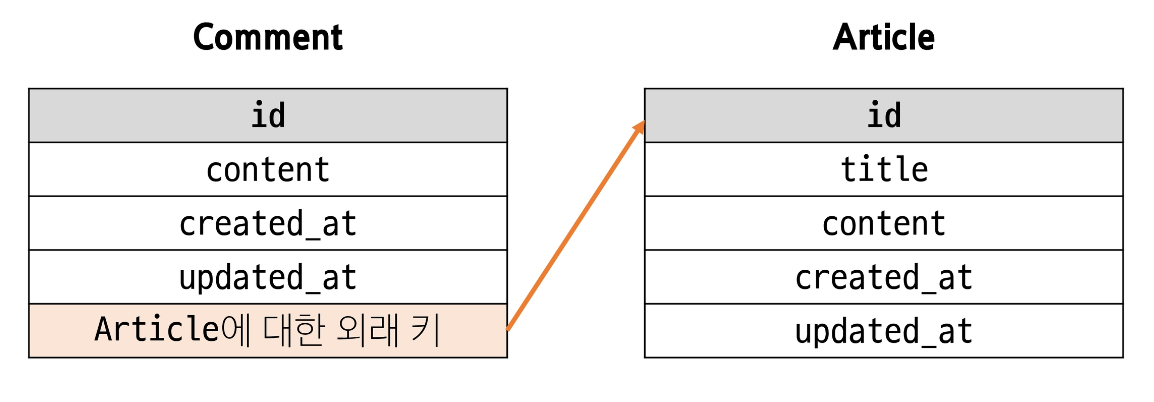 Comment
id
content
created_at
updated_at
Article에 대한 외래 키
Article
id
title
content
created_at
updated_at